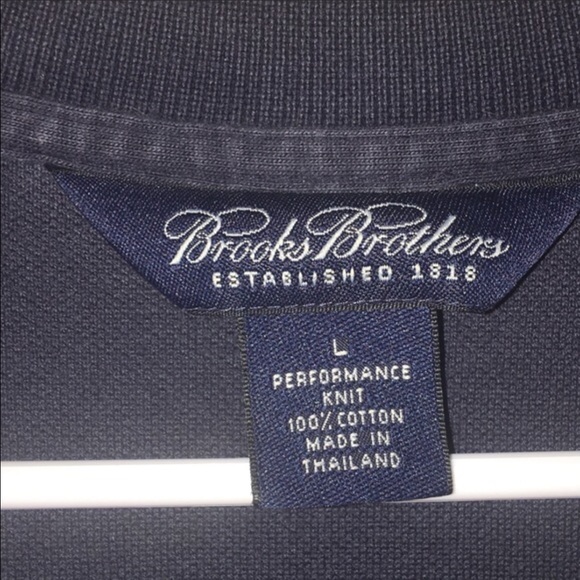 Brooks Brothers
ESTABLISHED 1818
L
PERFORMANCE
KNIT
100% COTTON
MADE IN
THAILAND